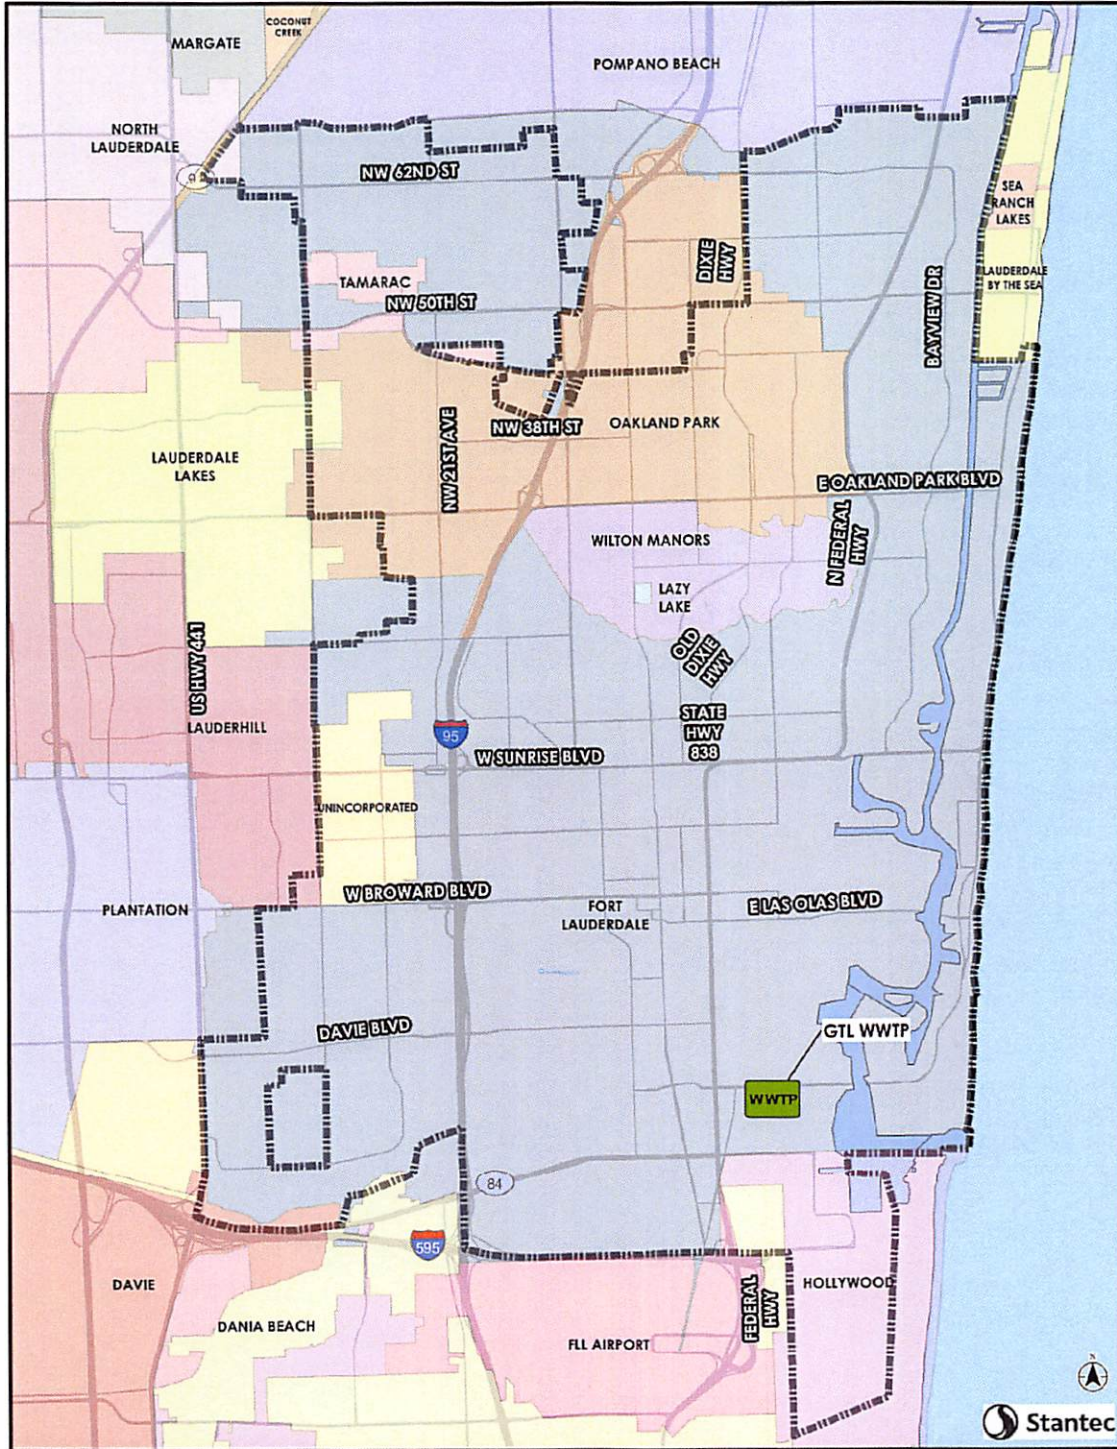 COCONUT
CREEK
MARGATE
POMPANO BEACH
NORTH
LAUDERDALE
NW 62ND ST
SEA
RANCH
LAKES
DIXIE
HWY
TAMARAC
LAUDERDALE
BY THE SEA
NW 50TH ST
BAYVIEW DR
NW 21ST AVE
NW 38TH ST
OAKLAND PARK
LAUDERDALE
LAKES
E OAKLAND PARK BLVD
N FEDERAL
HWY
WILTON MANORS
LAZY
LAKE
OLD
DIXIE
HWY
US HWY 441
LAUDERHILL
STATE
HWY
838
95
W SUNRISE BLVD
UNINCORPORATED
W BROWARD BLVD
PLANTATION
FORT
LAUDERDALE
E LAS OLAS BLVD
DAVIE BLVD
GTL WWTP
WWTP
84
595
DAVIE
HOLLYWOOD
FEDERAL
HWY
DANIA BEACH
FLL AIRPORT
N
Stantec